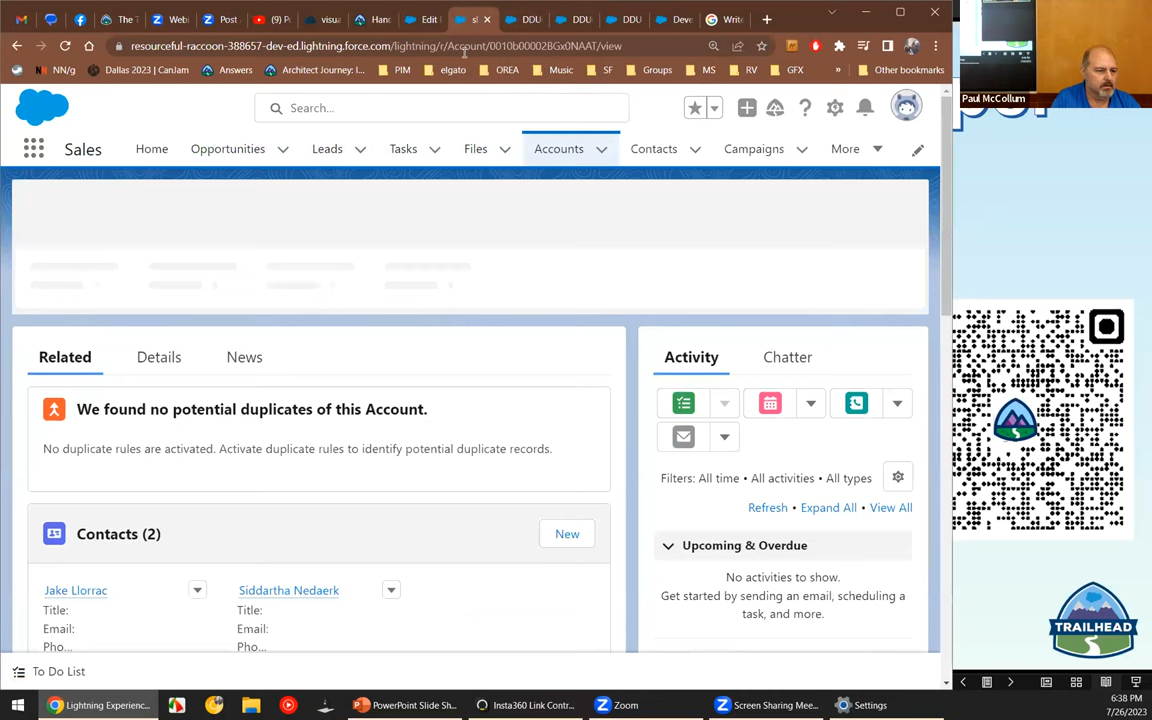 The T
Webi
Post
(2) P
visua
Hand
Edit
sl
DDU
DDU
DDU
Deve
Write
resourceful-raccoon-388657-dev-ed.lightning.force.com/lightning/r/Account/0010b00002BGx0NAAT/view
NN/g
Dallas 2023 | CanJam
Answers
Architect Journey: I...
PIM
elgato
OREA
Music
SF
Groups
MS
RV
GFX
»
Other bookmarks
Paul McCollum
Search...
Sales
Home
Opportunities
Leads
Tasks
Files
Accounts
Contacts
Campaigns
More
Related
Details
News
Activity
Chatter
We found no potential duplicates of this Account.
No duplicate rules are activated. Activate duplicate rules to identify potential duplicate records.
Filters: All time • All activities • All types
Refresh • Expand All • View All
Contacts (2)
New
Upcoming & Overdue
No activities to show.
Get started by sending an email, scheduling a
task, and more.
Jake Llorrac
Siddartha Nedaerk
Title:
Title:
Email:
Email:
Pho...
Pho...
TRAILHEAD
To Do List
Lightning Experienc...
PowerPoint Slide Sh...
Insta360 Link Contr...
Zoom
Screen Sharing Mee...
Settings
6:38 PM
7/26/2023